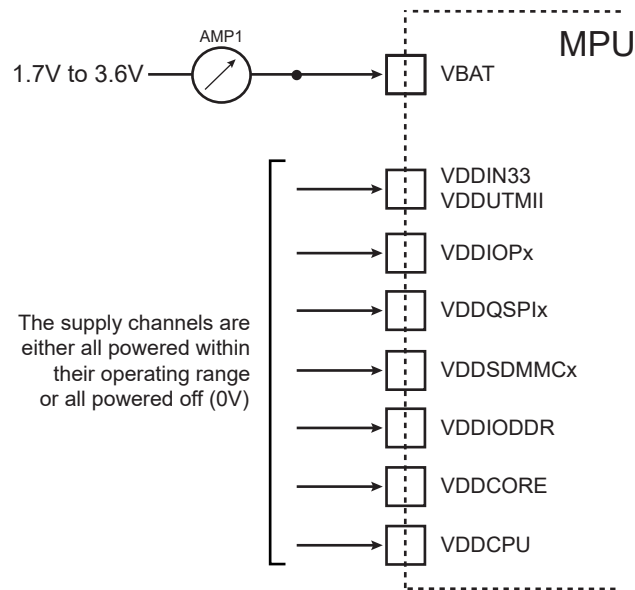 AMP1
MPU
1.7V to 3.6V
VBAT
VDDIN33
VDDUTMII
VDDIOPx
VDDQSPIx
The supply channels are
either all powered within
their operating range
or all powered off (0V)
VDDSDMMCx
VDDIODDR
VDDCORE
VDDCPU